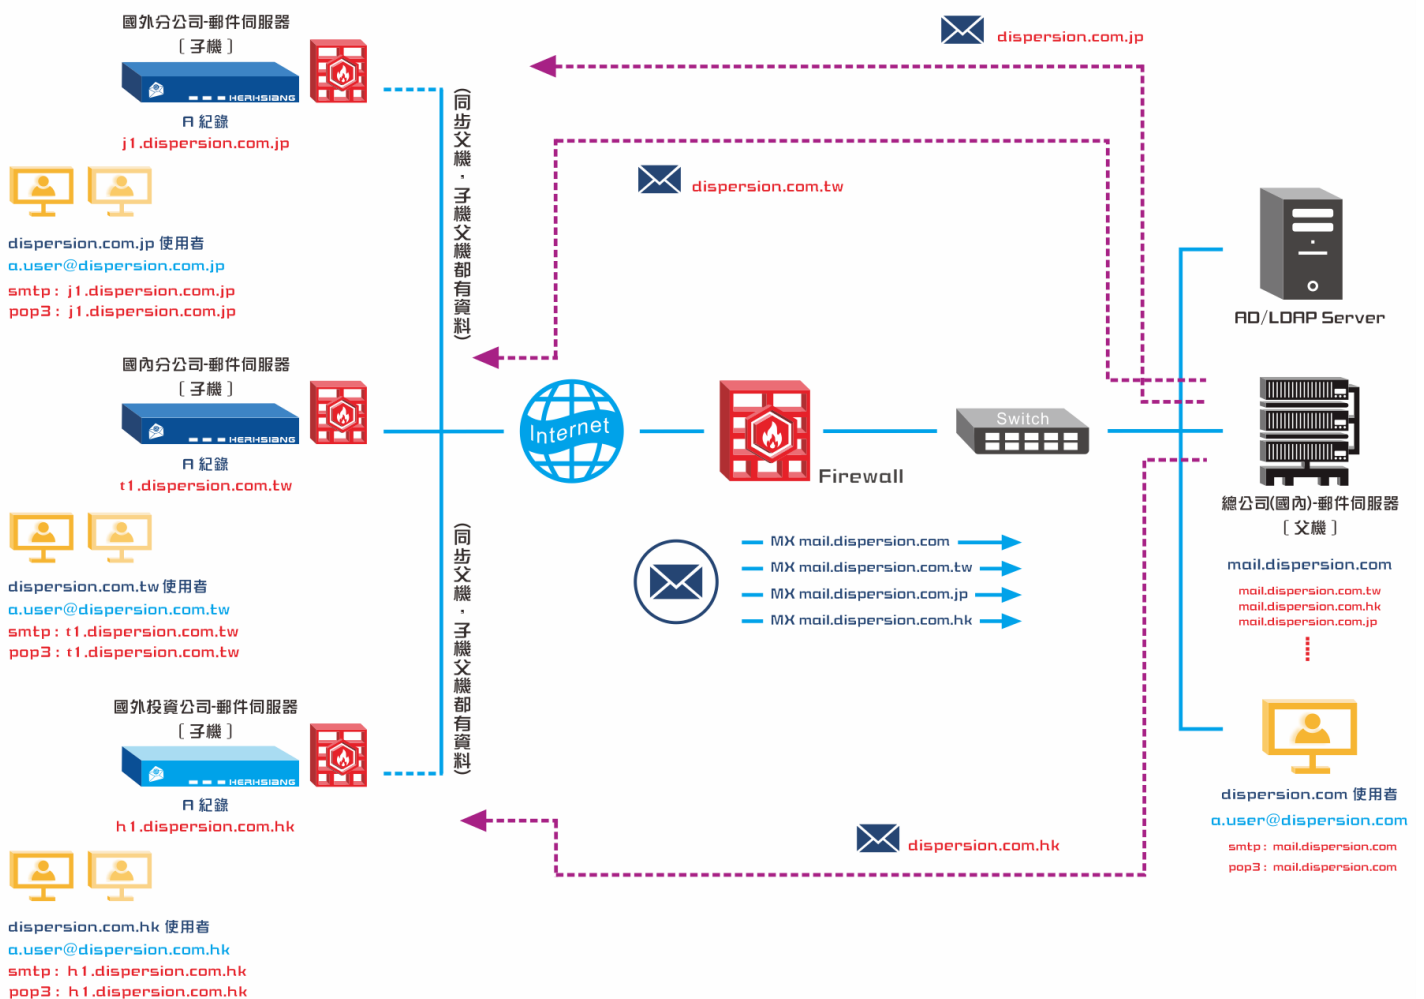 國外分公司-郵件伺服器
〔 子機 〕
HERHSIANG
A 紀錄
j1.dispersion.com.jp
dispersion.com.jp 使用者
a.user@dispersion.com.jp
smtp : j1.dispersion.com.jp
pop3 : j1.dispersion.com.jp
國內分公司-郵件伺服器
〔 子機 〕
HERHSIANG
A 紀錄
t1.dispersion.com.tw
dispersion.com.tw 使用者
a.user@dispersion.com.tw
smtp : t1.dispersion.com.tw
pop3 : t1.dispersion.com.tw
國外投資公司-郵件伺服器
〔 子機 〕
HERHSIANG
A 紀錄
h1.dispersion.com.hk
dispersion.com.hk 使用者
a.user@dispersion.com.hk
smtp : h1.dispersion.com.hk
pop3 : h1.dispersion.com.hk
(同步父機，子機父機都有資料)
(同步父機，子機父機都有資料)
dispersion.com.jp
dispersion.com.tw
Internet
Firewall
Switch
MX mail.dispersion.com
MX mail.dispersion.com.tw
MX mail.dispersion.com.jp
MX mail.dispersion.com.hk
dispersion.com.hk
AD/LDAP Server
總公司(國內)-郵件伺服器
〔 父機 〕
mail.dispersion.com
mail.dispersion.com.tw
mail.dispersion.com.hk
mail.dispersion.com.jp
dispersion.com 使用者
a.user@dispersion.com
smtp : mail.dispersion.com
pop3 : mail.dispersion.com